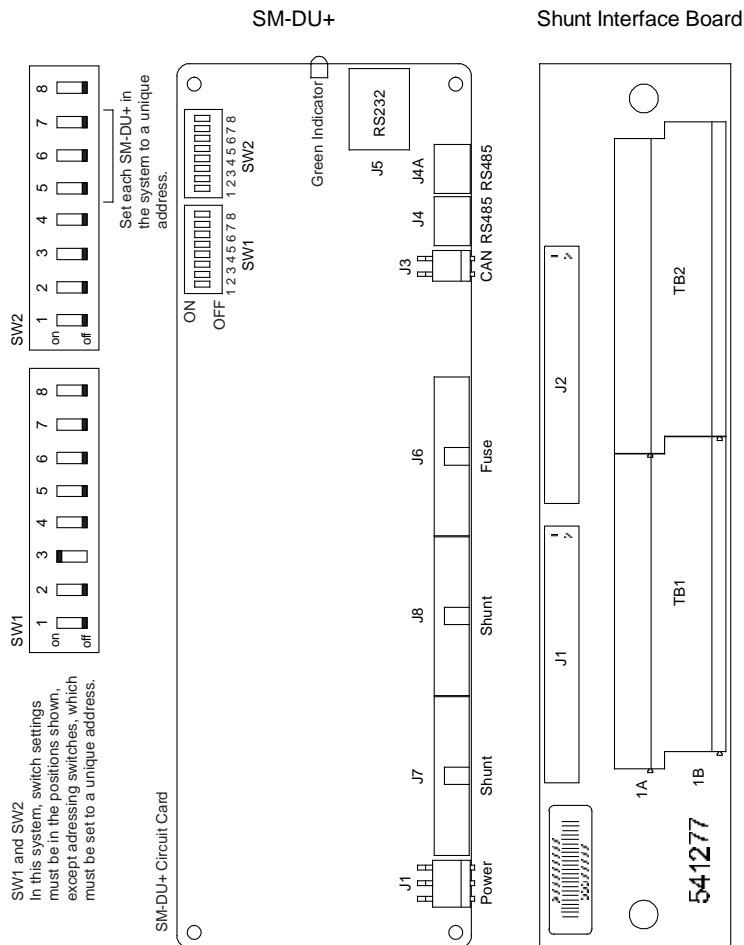 SM-DU+
Shunt Interface Board
SW1 and SW2
In this system, switch settings
must be in the positions shown,
except adressing switches, which
must be set to a unique address.
SW1
on
off
1 2 3 4 5 6 7 8
SW2
on
off
1 2 3 4 5 6 7 8
Set each SM-DU+ in
the system to a unique
address.
SM-DU+ Circuit Card
ON
OFF
1 2 3 4 5 6 7 8
SW1
1 2 3 4 5 6 7 8
SW2
Green Indicator
RS232
J5
J1
Power
J7
Shunt
J8
Shunt
J6
Fuse
J3
CAN
J4
RS485
J4A
RS485
541277
1A
1B
J1
J2
TB1
TB2